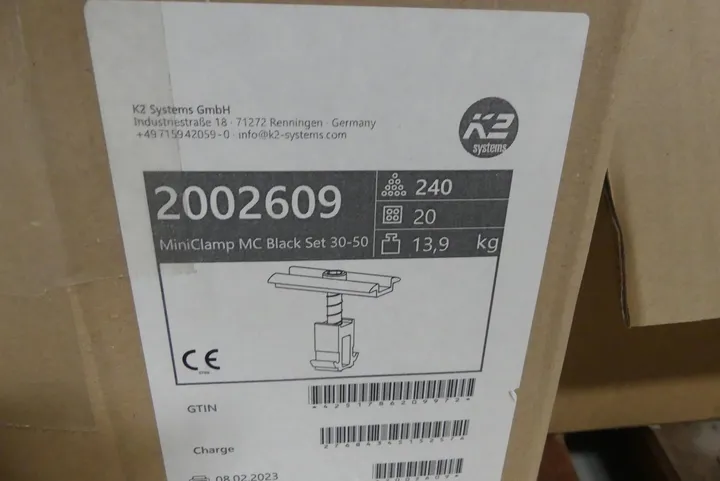 K2 Systems GmbH
Industriestraße 18 · 71272 Renningen · Germany
+49 7159 42059-0 · info@k2-systems.com
K2
systems
2002609
240
20
MiniClamp MC Black Set 30-50
13,9 kg
CE
GTIN
Charge
08.02.2023